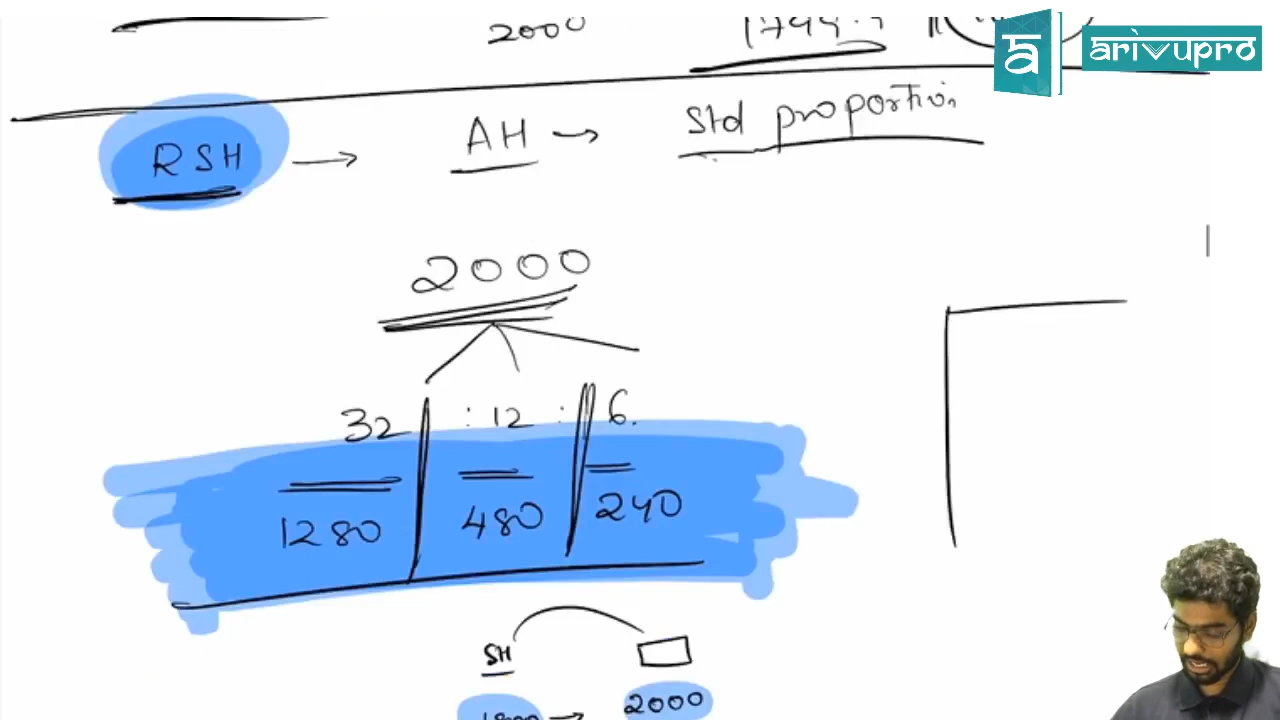 2000
arivupro
RSH → AH → Std proportion
2000
32 : 12 : 6.
1280 480 240
SH
→ 2000